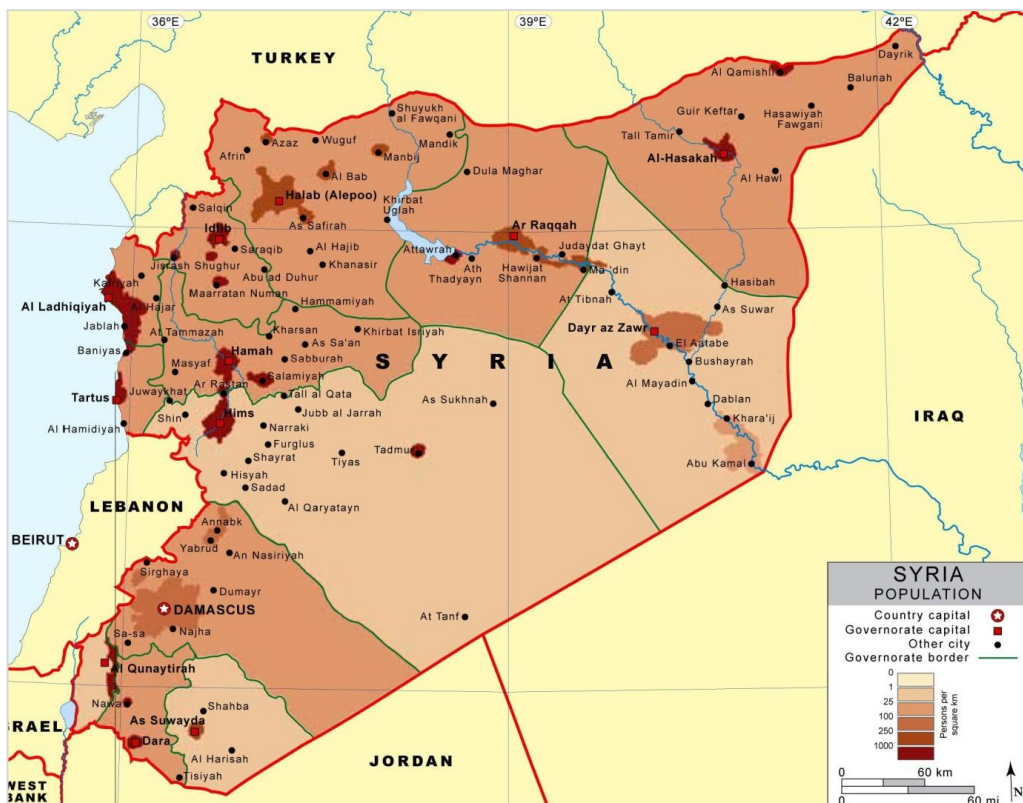 36°E
39°E
42°E
TURKEY
Dayrik
Al Qamishli
Balunah
Shuyukh
al Fawqani
Guir Keftar
Hasawiyah
Fawgani
Azaz
Wuguf
Mandik
Tall Tamir
Afrin
Manbij
Al-Hasakah
Al Bab
Dula Maghar
Al Hawl
Halab (Alepoo)
Khirbat
Uglah
Salqin
As Safirah
Idlib
Ar Raqqah
Saraqib
Al Hajib
Attawrah
Judaydat Ghayt
Jisrash Shughur
Khanasir
Ath
Thadyayn
Hawijat
Shannan
Ma'din
Abu ad Duhur
Maarratan Numan
Hasibah
Al Ladhiqiyah
Al Hajar
Hammamiyah
At Tibnah
As Suwar
Jablah
At Tammazah
Kharsan
Khirbat Isriyah
Dayr az Zawr
As Sa'an
El Aatabe
Baniyas
Hamah
Sabburah
SYRIA
Bushayrah
Masyaf
Salamiyah
Al Mayadin
Juwaykhat
Ar Rastan
Tall al Qata
Tartus
As Sukhnah
Dablan
Shin
Hims
Jubb al Jarrah
Khara'ij
IRAQ
Al Hamidiyah
Narraki
Furglus
Shayrat
Tiyas
Tadmur
Abu Kamal
Hisyah
Sadad
LEBANON
Al Qaryatayn
Annabk
BEIRUT
Yabrud
An Nasiriyah
Sirghaya
Dumayr
DAMASCUS
At Tanf
Najha
Sa-sa
Al Qunaytirah
Nawa
Shahba
As Suwayda
RAEL
Dara
Al Harisah
JORDAN
Tisiyah
WEST
BANK
SYRIA
POPULATION
Country capital
Governorate capital
Other city
Governorate border
0
1
25
100
250
1000
Persons per
square km
0 60 km
0 60 mi
N